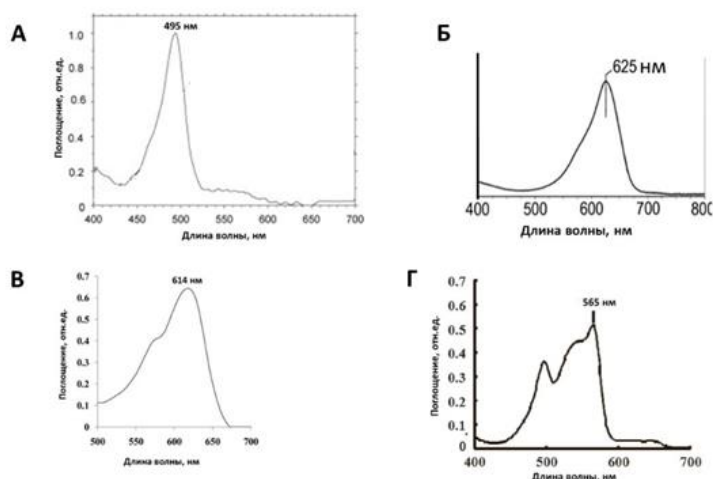 А
495 нм
Поглощение, отн.ед.
1.0
0.8
0.6
0.4
0.2
0
400 450 500 550 600 650 700
Длина волны, нм
Б
625 нм
400 500 600 700 800
Длина волны, нм
В
614 нм
Поглощение, отн.ед.
0.7
0.6
0.5
0.4
0.3
0.2
0.1
0
500 550 600 650 700
Длина волны, нм
Г
565 нм
Поглощение, отн.ед.
0.7
0.6
0.5
0.4
0.3
0.2
0.1
0
400 500 600 700
Длина волны, нм